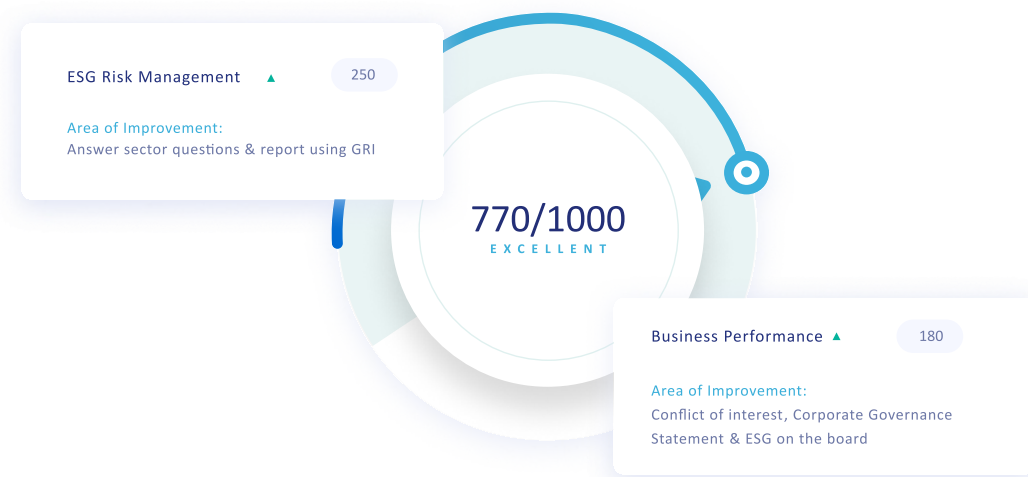 ESG Risk Management ▲ 250
Area of Improvement:
Answer sector questions & report using GRI
770/1000
EXCELLENT
Business Performance ▲ 180
Area of Improvement:
Conflict of interest, Corporate Governance
Statement & ESG on the board